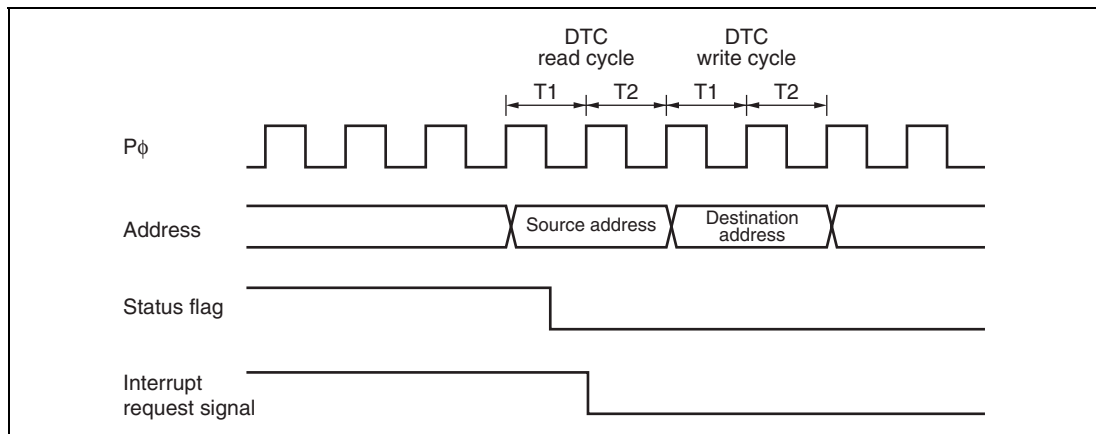 DTC
read cycle
DTC
write cycle
T1
T2
T1
T2
Pϕ
Address
Source address
Destination
address
Status flag
Interrupt
request signal